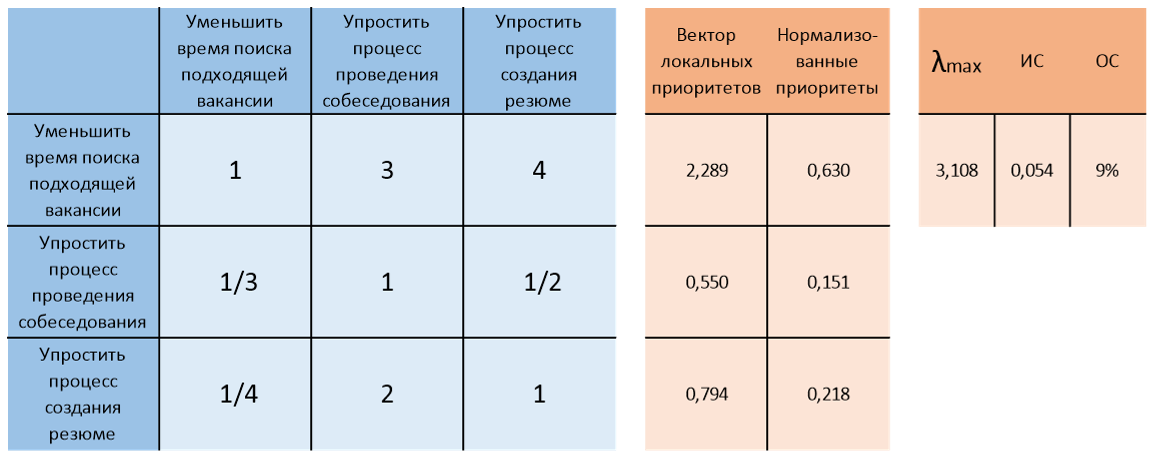 Уменьшить
время поиска
подходящей
вакансии
Упростить
процесс
проведения
собеседования
Упростить
процесс
создания
резюме
Вектор
локальных
приоритетов
Нормализо-
ванные
приоритеты
λmax
ИС
ОС
Уменьшить
время поиска
подходящей
вакансии
1
3
4
2,289
0,630
3,108
0,054
9%
Упростить
процесс
проведения
собеседования
1/3
1
1/2
0,550
0,151
Упростить
процесс
создания
резюме
1/4
2
1
0,794
0,218